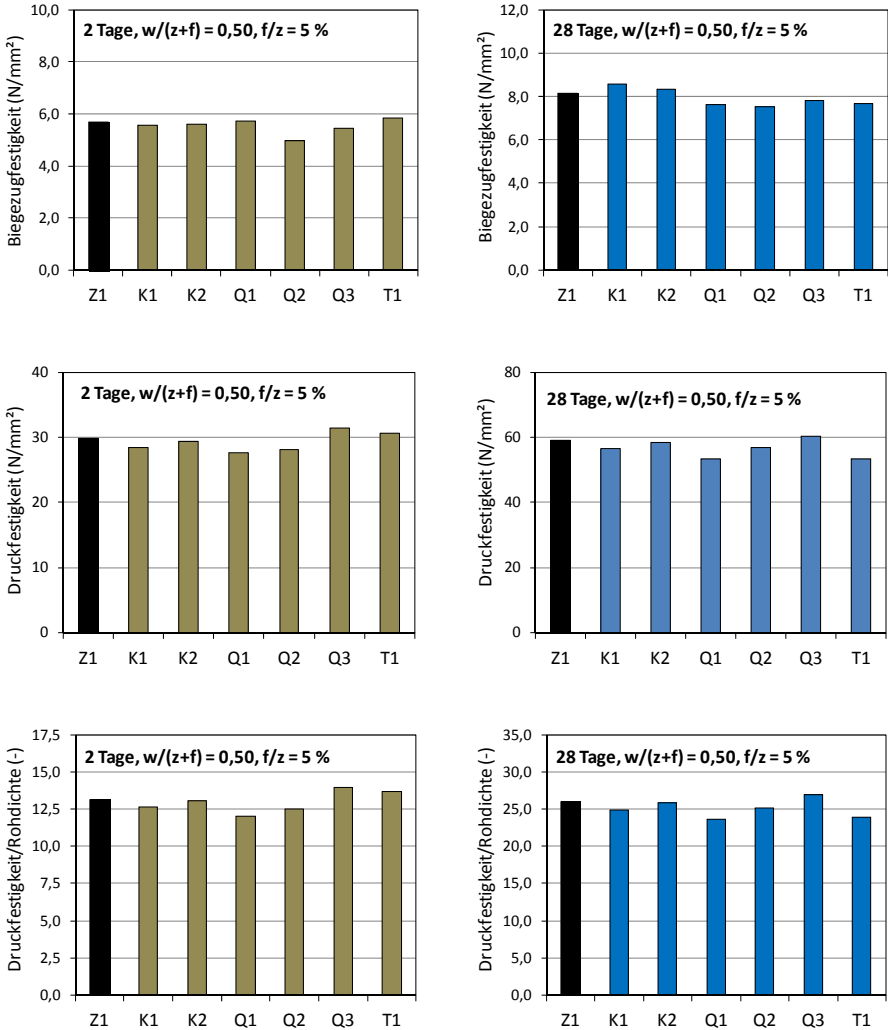 Biegezugfestigkeit (N/mm²)
10,0
8,0
6,0
4,0
2,0
0,0
2 Tage, w/(z+f) = 0,50, f/z = 5 %
Z1 K1 K2 Q1 Q2 Q3 T1
Biegezugfestigkeit (N/mm²)
12,0
10,0
8,0
6,0
4,0
2,0
0,0
28 Tage, w/(z+f) = 0,50, f/z = 5 %
Z1 K1 K2 Q1 Q2 Q3 T1
Druckfestigkeit (N/mm²)
40
30
20
10
0
2 Tage, w/(z+f) = 0,50, f/z = 5 %
Z1 K1 K2 Q1 Q2 Q3 T1
Druckfestigkeit (N/mm²)
80
60
40
20
0
28 Tage, w/(z+f) = 0,50, f/z = 5 %
Z1 K1 K2 Q1 Q2 Q3 T1
Druckfestigkeit/Rohdichte (-)
17,5
15,0
12,5
10,0
7,5
5,0
2,5
0,0
2 Tage, w/(z+f) = 0,50, f/z = 5 %
Z1 K1 K2 Q1 Q2 Q3 T1
Druckfestigkeit/Rohdichte (-)
35,0
30,0
25,0
20,0
15,0
10,0
5,0
0,0
28 Tage, w/(z+f) = 0,50, f/z = 5 %
Z1 K1 K2 Q1 Q2 Q3 T1